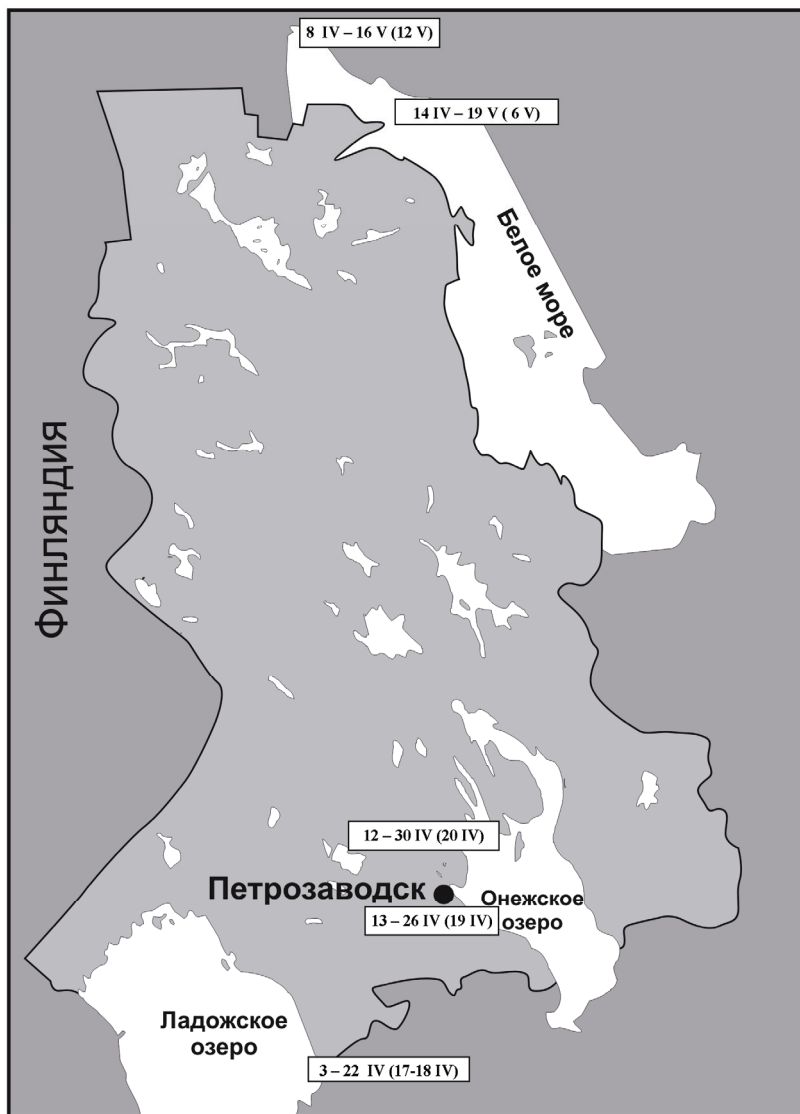 8 IV – 16 V (12 V)
14 IV – 19 V ( 6 V)
Белое море
Финляндия
12 – 30 IV (20 IV)
Петрозаводск
Онежское
озеро
13 – 26 IV (19 IV)
Ладожское
озеро
3 – 22 IV (17-18 IV)